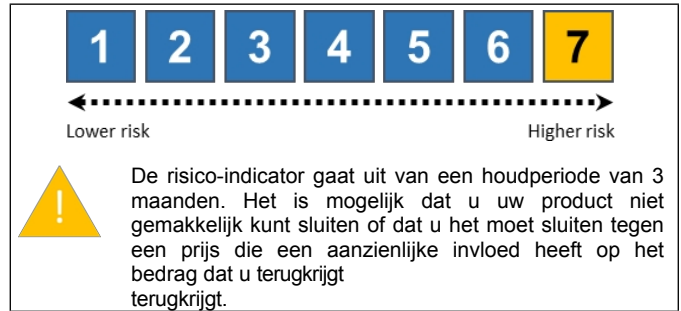 1 2 3 4 5 6 7
Lower risk Higher risk
!
De risico-indicator gaat uit van een houdperiode van 3
maanden. Het is mogelijk dat u uw product niet
gemakkelijk kunt sluiten of dat u het moet sluiten tegen
een prijs die een aanzienlijke invloed heeft op het
bedrag dat u terugkrijgt
terugkrijgt.